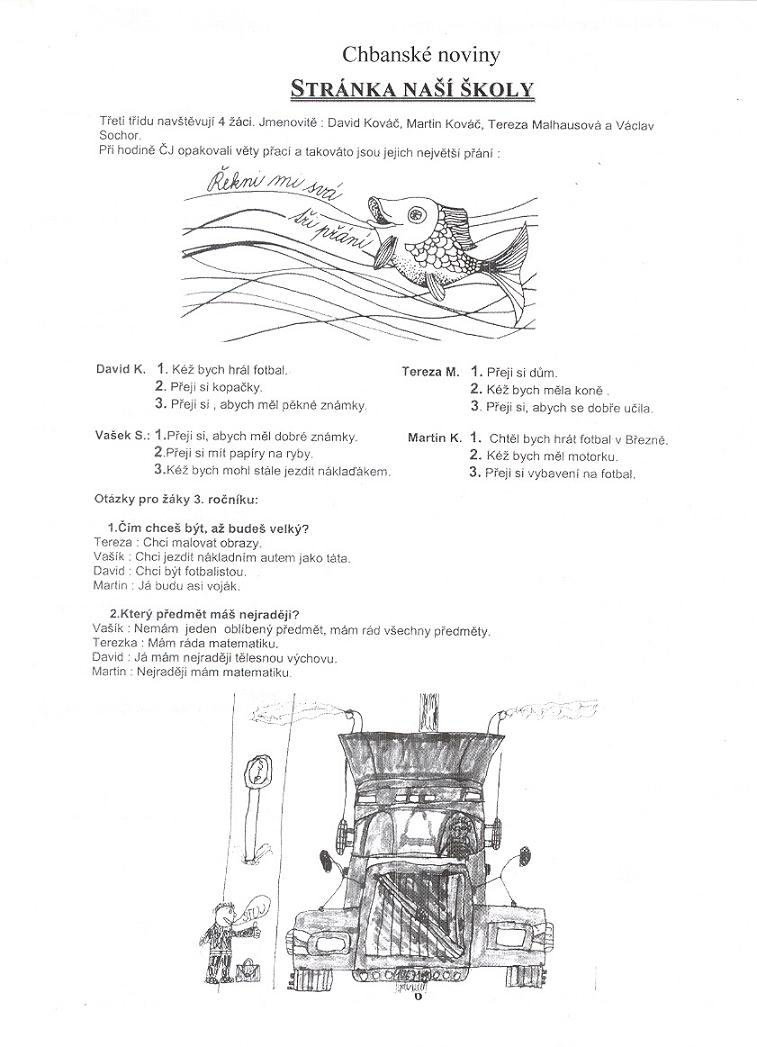 Chbanské noviny
STRÁNKA NAŠÍ ŠKOLY
Třetí třídu navštěvují 4 žáci. Jmenovitě : David Kováč, Martin Kováč, Tereza Malhausová a Václav
Sochor.
Při hodině ČJ opakovali věty přací a takováto jsou jejich největší přání :
Řekni mi svá
tři přání
David K. 1. Kéž bych hrál fotbal.
2. Přeji si kopačky.
3. Přeji si , abych měl pěkné známky.
Tereza M. 1. Přeji si dům.
2. Kéž bych měla koně .
3. Přeji si, abych se dobře učila.
Vašek S.: 1.Přeji si, abych měl dobré známky.
2.Přeji si mít papíry na ryby.
3.Kéž bych mohl stále jezdit náklaďákem.
Martin K. 1. Chtěl bych hrát fotbal v Březně.
2. Kéž bych měl motorku.
3. Přeji si vybavení na fotbal.
Otázky pro žáky 3. ročníku:
1.Čím chceš být, až budeš velký?
Tereza : Chci malovat obrazy.
Vašík : Chci jezdit nákladním autem jako táta.
David : Chci být fotbalistou.
Martin : Já budu asi voják.
2.Který předmět máš nejraději?
Vašík : Nemám jeden oblíbený předmět, mám rád všechny předměty.
Terezka : Mám ráda matematiku.
David : Já mám nejraději tělesnou výchovu.
Martin : Nejraději mám matematiku.
STŮJ